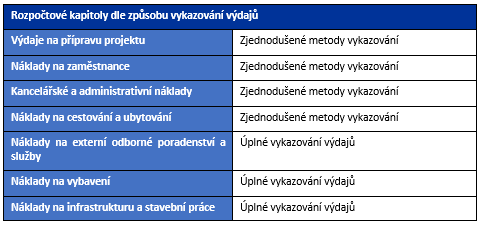 Rozpočtové kapitoly dle způsobu vykazování výdajů
Výdaje na přípravu projektu Zjednodušené metody vykazování
Náklady na zaměstnance Zjednodušené metody vykazování
Kancelářské a administrativní náklady Zjednodušené metody vykazování
Náklady na cestování a ubytování Zjednodušené metody vykazování
Náklady na externí odborné poradenství a Úplné vykazování výdajů
služby
Náklady na vybavení Úplné vykazování výdajů
Náklady na infrastrukturu a stavební práce Úplné vykazování výdajů